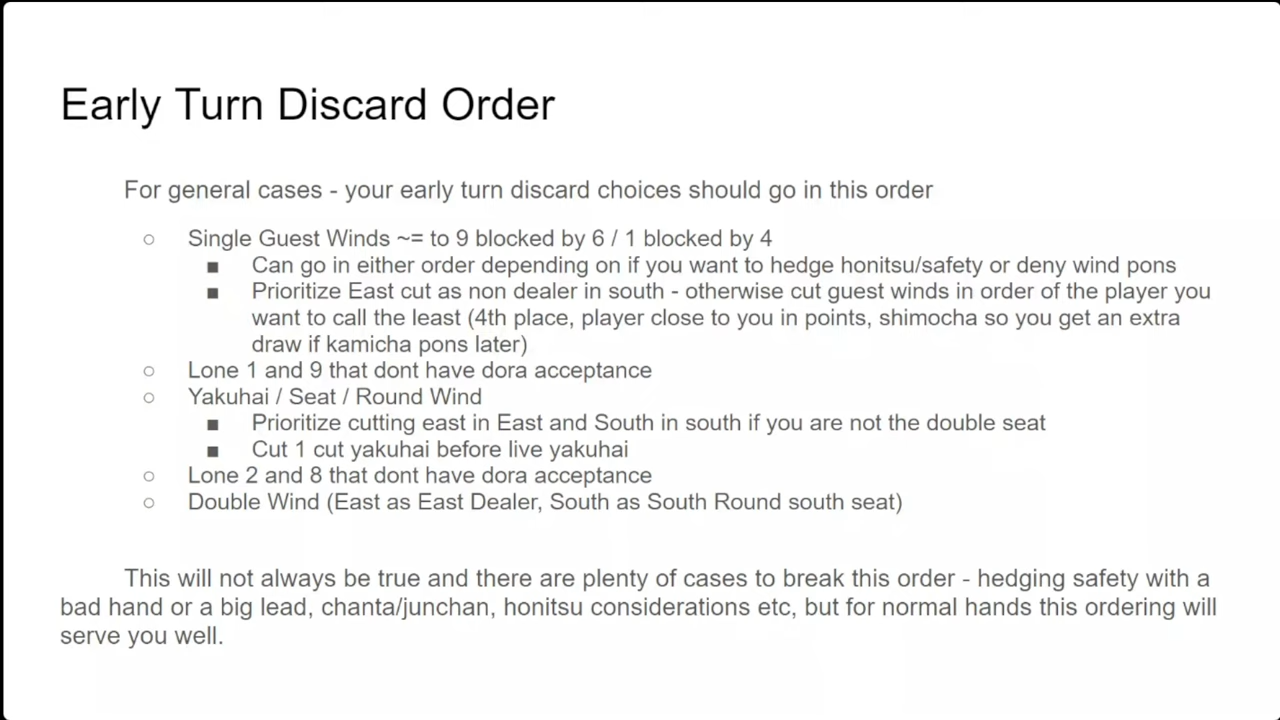 Early Turn Discard Order
For general cases - your early turn discard choices should go in this order
○ Single Guest Winds ~= to 9 blocked by 6 / 1 blocked by 4
■ Can go in either order depending on if you want to hedge honitsu/safety or deny wind pons
■ Prioritize East cut as non dealer in south - otherwise cut guest winds in order of the player you
want to call the least (4th place, player close to you in points, shimocha so you get an extra
draw if kamicha pons later)
○ Lone 1 and 9 that dont have dora acceptance
○ Yakuhai / Seat / Round Wind
■ Prioritize cutting east in East and South in south if you are not the double seat
■ Cut 1 cut yakuhai before live yakuhai
○ Lone 2 and 8 that dont have dora acceptance
○ Double Wind (East as East Dealer, South as South Round south seat)
This will not always be true and there are plenty of cases to break this order - hedging safety with a
bad hand or a big lead, chanta/junchan, honitsu considerations etc, but for normal hands this ordering will
serve you well.